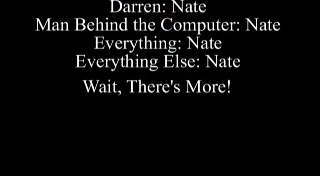 Darren: Nate
Man Behind the Computer: Nate
Everything: Nate
Everything Else: Nate
Wait, There's More!